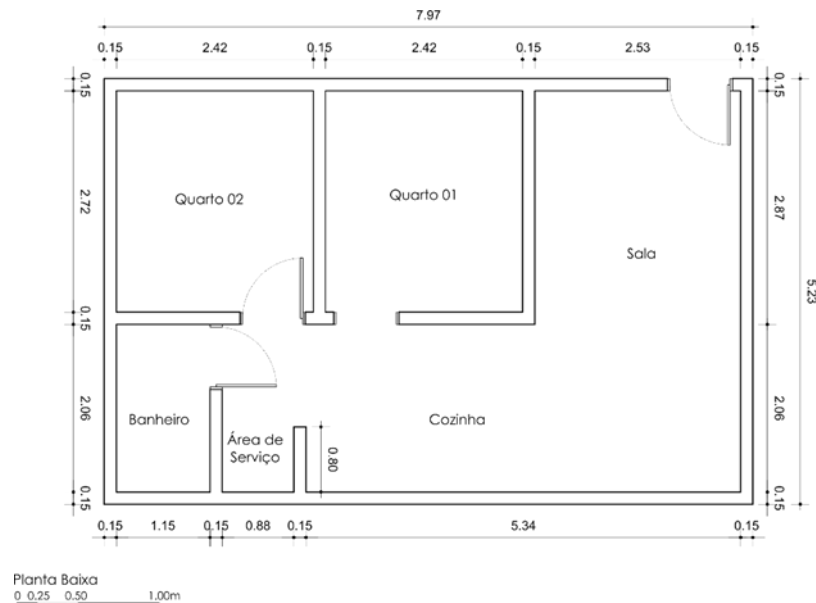 7.97
0.15 2.42 0.15 2.42 0.15 2.53 0.15
0.15
0.15
2.72
2.87
Quarto 02
Quarto 01
Sala
5.23
0.15
2.06
2.06
Banheiro
Área de
Serviço
Cozinha
0.80
0.15
0.15
0.15 1.15 0.15 0.88 0.15 5.34 0.15
Planta Baixa
0 0.25 0.50 1.00m